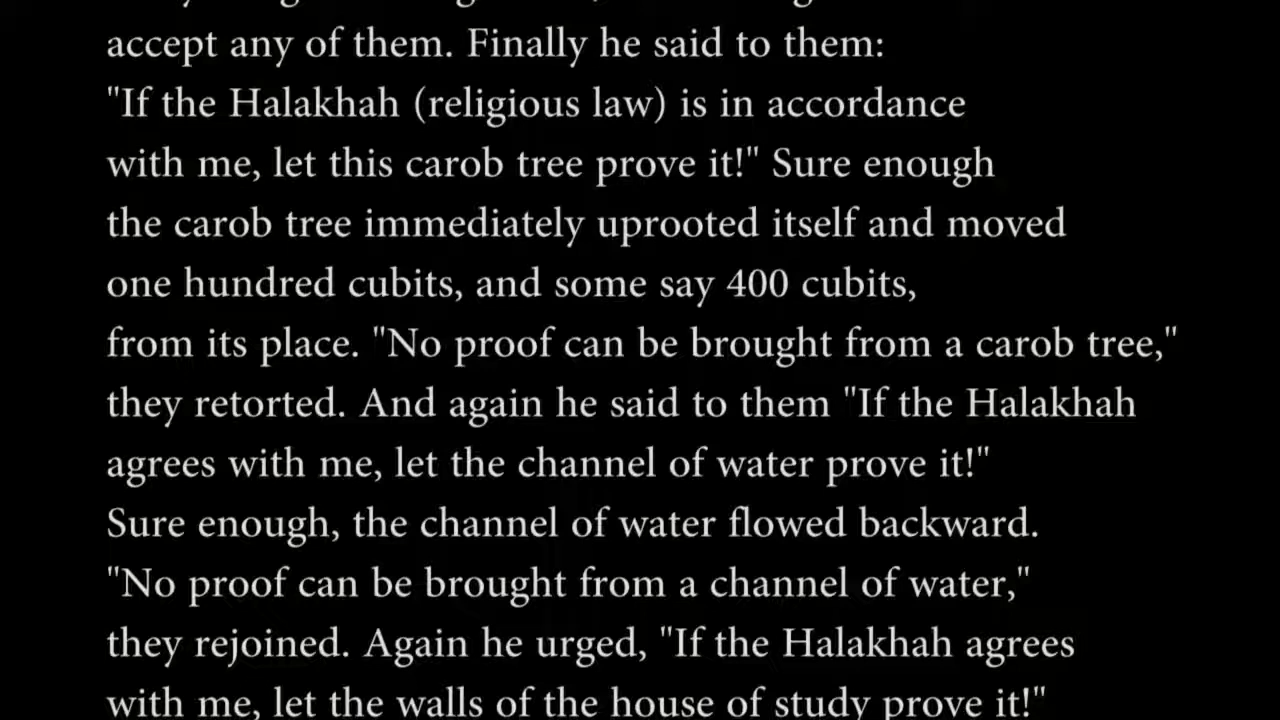 accept any of them. Finally he said to them:
"If the Halakhah (religious law) is in accordance
with me, let this carob tree prove it!" Sure enough
the carob tree immediately uprooted itself and moved
one hundred cubits, and some say 400 cubits,
from its place. "No proof can be brought from a carob tree,"
they retorted. And again he said to them "If the Halakhah
agrees with me, let the channel of water prove it!"
Sure enough, the channel of water flowed backward.
"No proof can be brought from a channel of water,"
they rejoined. Again he urged, "If the Halakhah agrees
with me, let the walls of the house of study prove it!"